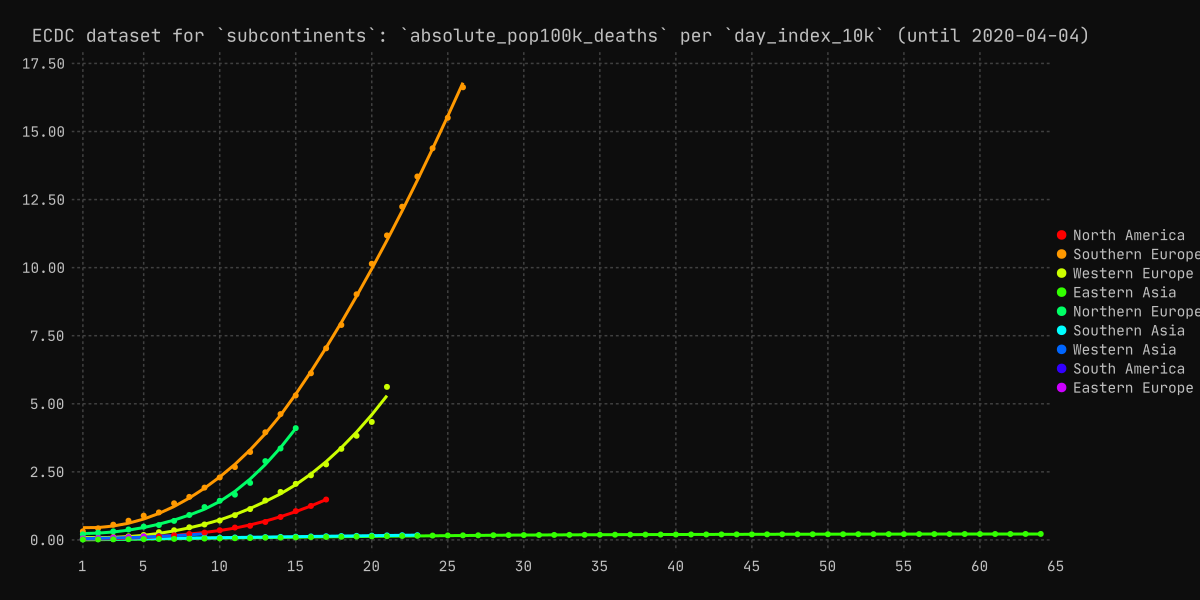 ECDC dataset for `subcontinents`: `absolute_pop100k_deaths` per `day_index_10k` (until 2020-04-04)
17.50
15.00
12.50
10.00
7.50
5.00
2.50
0.00
1 5 10 15 20 25 30 35 40 45 50 55 60 65
North America
Southern Europe
Western Europe
Eastern Asia
Northern Europe
Southern Asia
Western Asia
South America
Eastern Europe